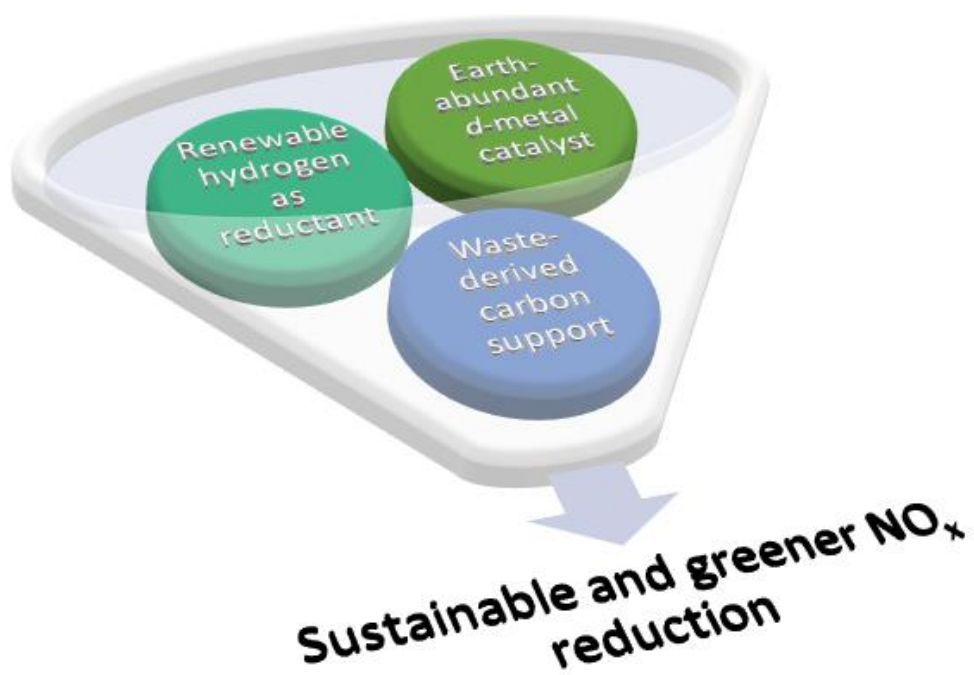 Earth-
abundant
d-metal
catalyst
Renewable
hydrogen
as
reductant
Waste-
derived
carbon
support
Sustainable and greener NOₓ
reduction